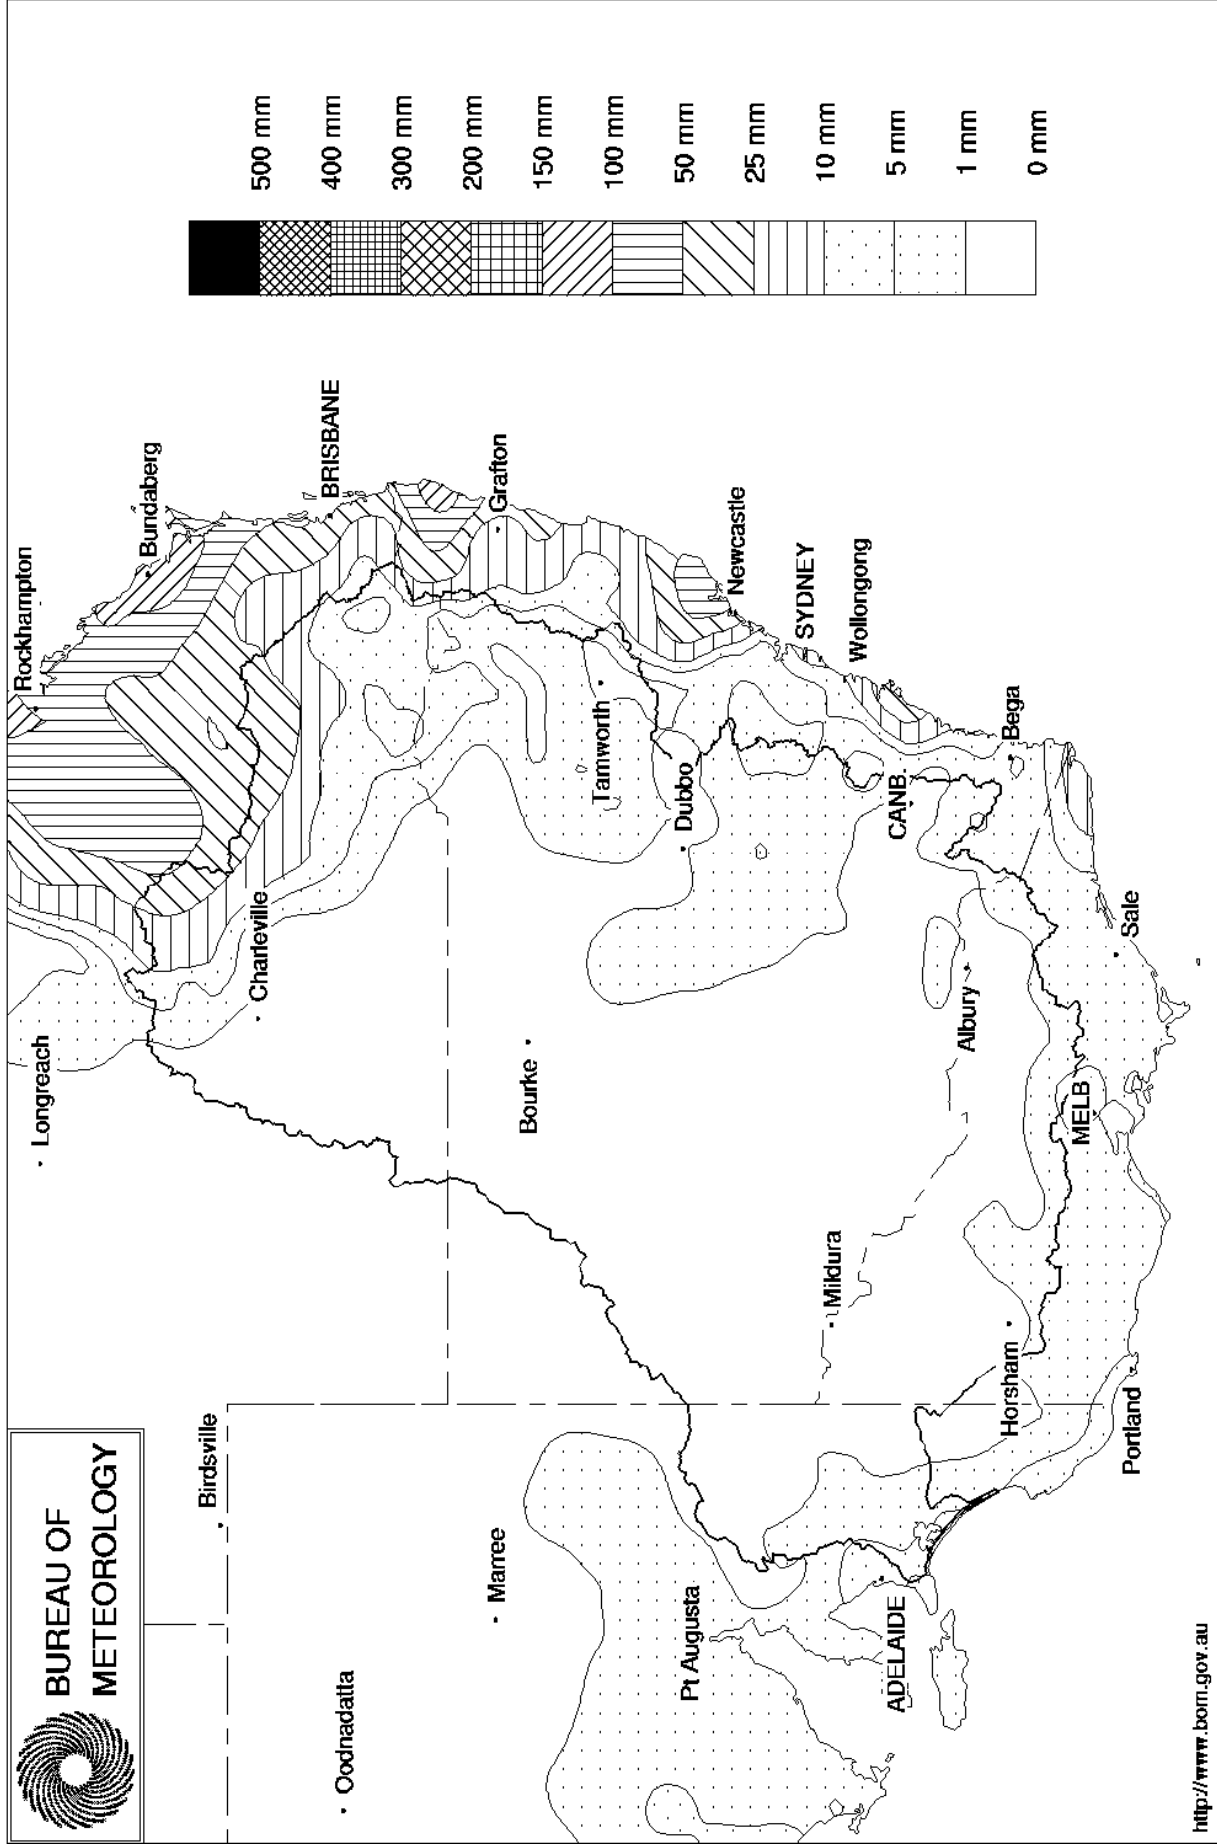 BUREAU OF
METEOROLOGY
Rockhampton
Longreach
Bundaberg
Birdsville
Charleville
BRISBANE
Oodnadatta
Marree
Bourke
Grafton
Tamworth
Pt Augusta
Dubbo
Newcastle
Mildura
SYDNEY
Wollongong
ADELAIDE
CANB.
Albury
Horsham
Bega
MELB
Sale
Portland
500 mm
400 mm
300 mm
200 mm
150 mm
100 mm
50 mm
25 mm
10 mm
5 mm
1 mm
0 mm
http://www.bom.gov.au